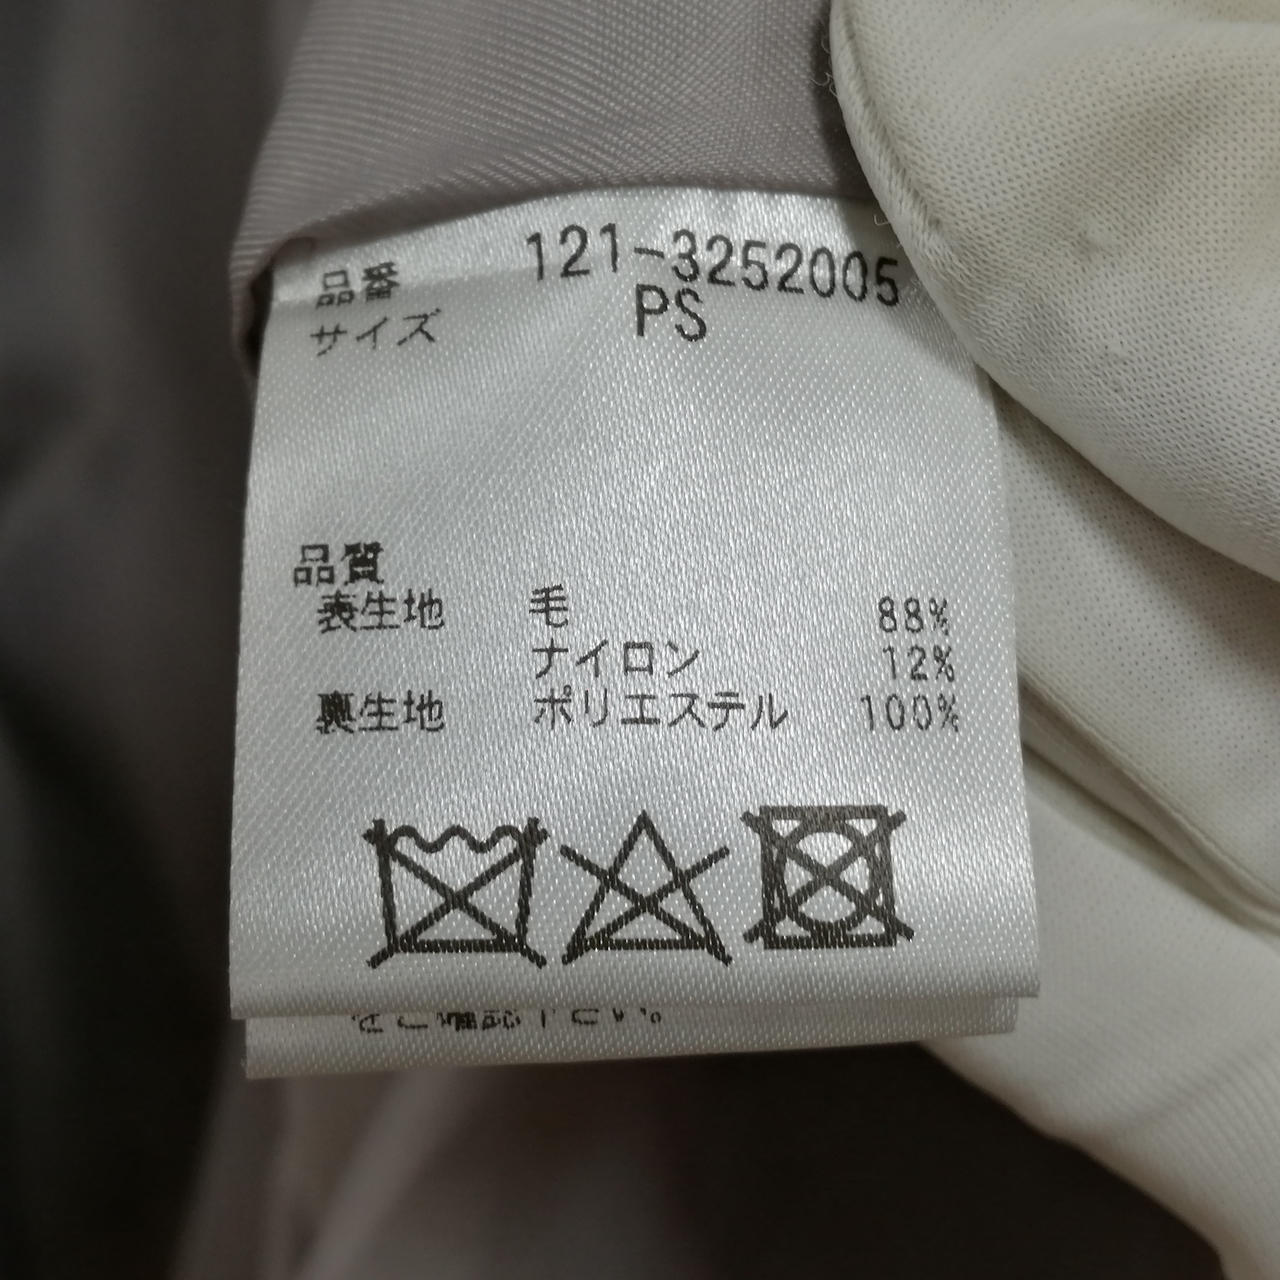 品番 121-3252005
サイズ PS
品質
表生地 毛 88%
ナイロン 12%
裏生地 ポリエステル 100%